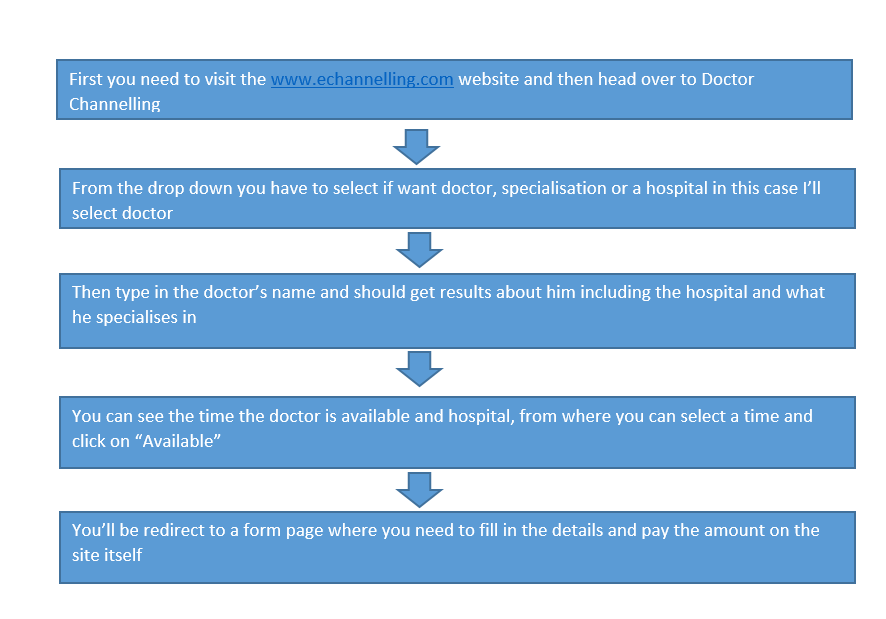 First you need to visit the www.echannelling.com website and then head over to Doctor
Channelling
From the drop down you have to select if want doctor, specialisation or a hospital in this case I’ll
select doctor
Then type in the doctor’s name and should get results about him including the hospital and what
he specialises in
You can see the time the doctor is available and hospital, from where you can select a time and
click on “Available”
You’ll be redirect to a form page where you need to fill in the details and pay the amount on the
site itself